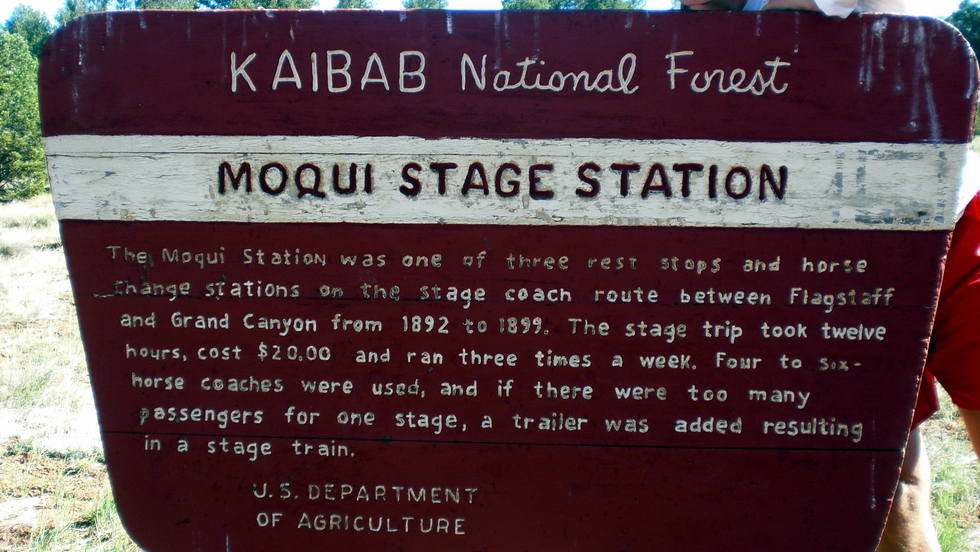 KAIBAB National Forest
MOQUI STAGE STATION
The Moqui Station was one of three rest stops and horse
change stations on the stage coach route between Flagstaff
and Grand Canyon from 1892 to 1899. The stage trip took twelve
hours, cost $20.00 and ran three times a week. Four to six-
horse coaches were used, and if there were too many
passengers for one stage, a trailer was added resulting
in a stage train.
U.S. DEPARTMENT
OF AGRICULTURE